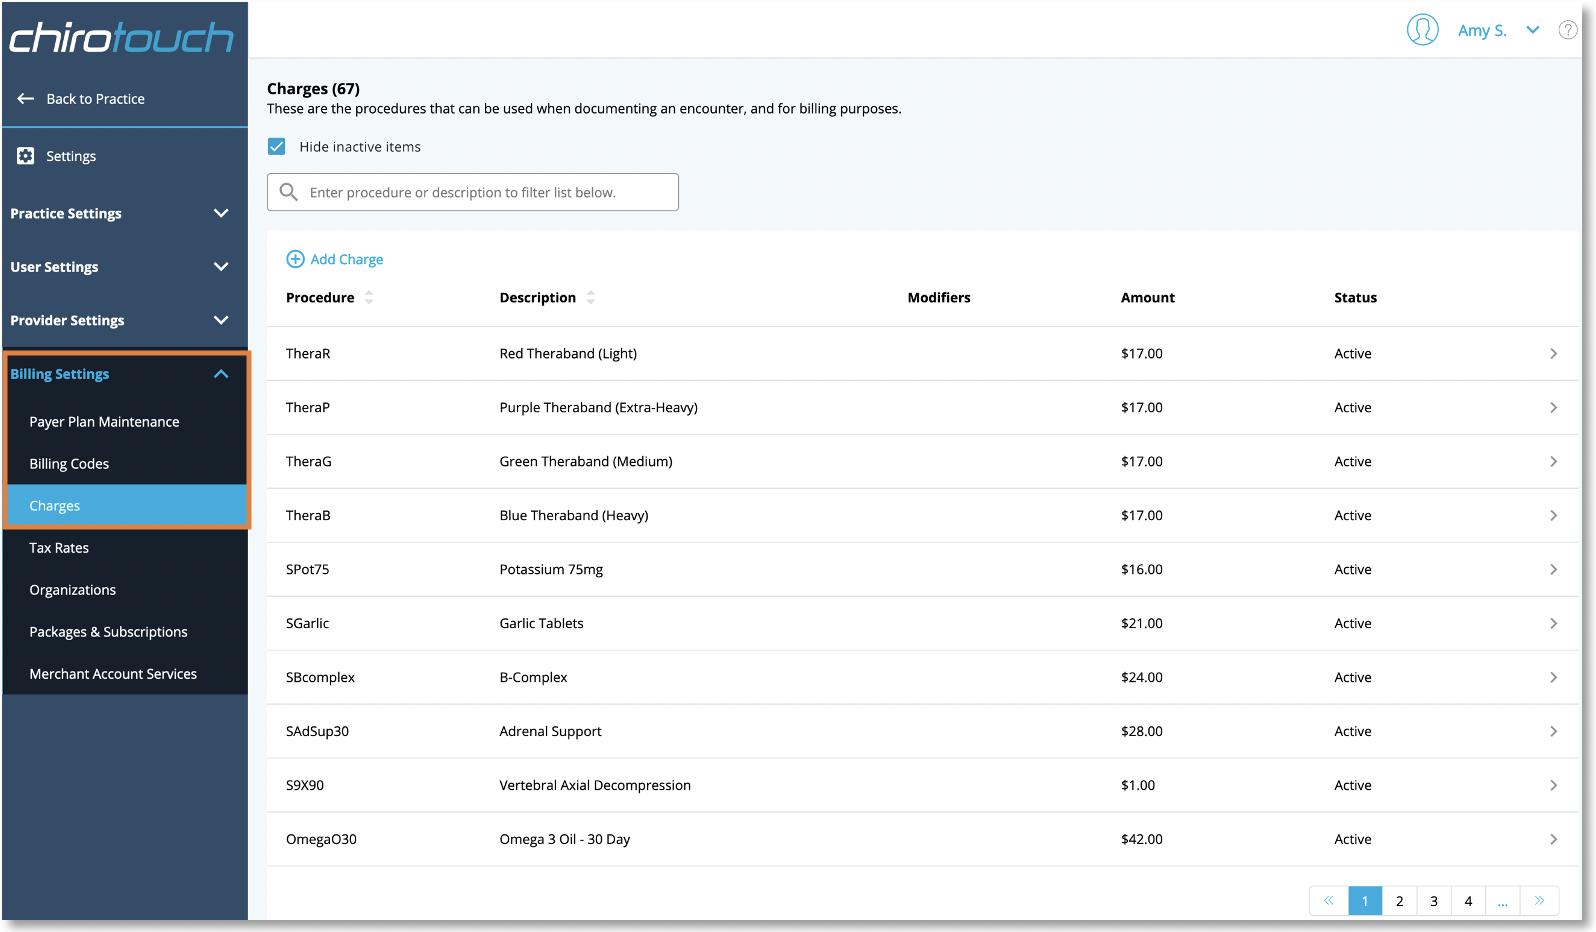 chirotouch
Amy S.
?
Back to Practice
Settings
Practice Settings
User Settings
Provider Settings
Billing Settings
Payer Plan Maintenance
Billing Codes
Charges
Tax Rates
Organizations
Packages & Subscriptions
Merchant Account Services
Charges (67)
These are the procedures that can be used when documenting an encounter, and for billing purposes.
Hide inactive items
Enter procedure or description to filter list below.
Add Charge
Procedure Description Modifiers Amount Status
TheraR Red Theraband (Light) $17.00 Active
TheraP Purple Theraband (Extra-Heavy) $17.00 Active
TheraG Green Theraband (Medium) $17.00 Active
TheraB Blue Theraband (Heavy) $17.00 Active
SPot75 Potassium 75mg $16.00 Active
SGarlic Garlic Tablets $21.00 Active
SBcomplex B-Complex $24.00 Active
SAdSup30 Adrenal Support $28.00 Active
S9X90 Vertebral Axial Decompression $1.00 Active
OmegaO30 Omega 3 Oil - 30 Day $42.00 Active
« 1 2 3 4 ... »